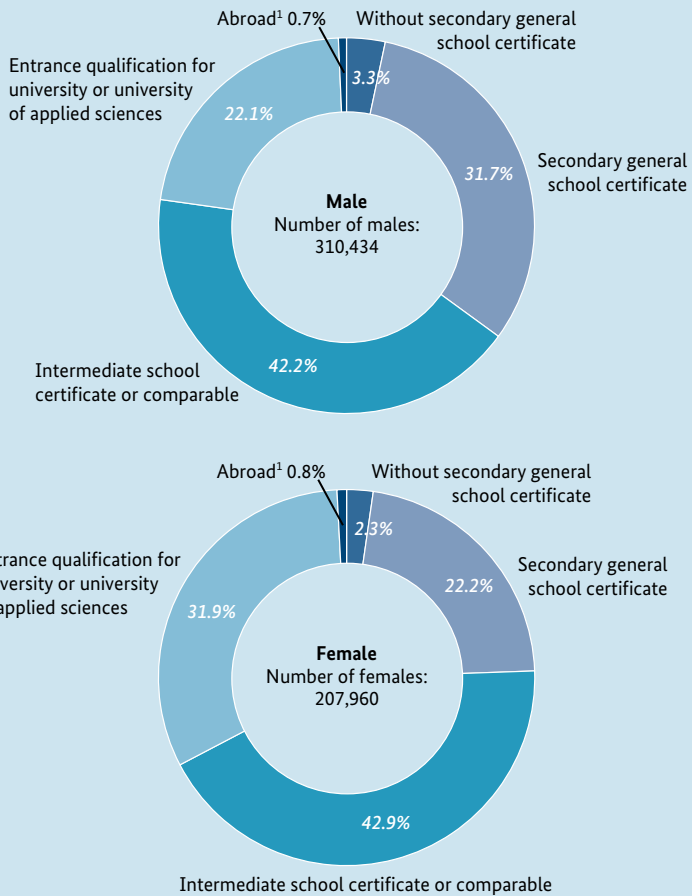 Abroad¹ 0.7%
Without secondary general
school certificate
Entrance qualification for
university or university
of applied sciences
3.3%
22.1%
31.7%
Secondary general
school certificate
Male
Number of males:
310,434
42.2%
Intermediate school
certificate or comparable
Abroad¹ 0.8%
Without secondary general
school certificate
trance qualification for
versity or university
applied sciences
2.3%
31.9%
22.2%
Secondary general
school certificate
Female
Number of females:
207,960
42.9%
Intermediate school certificate or comparable